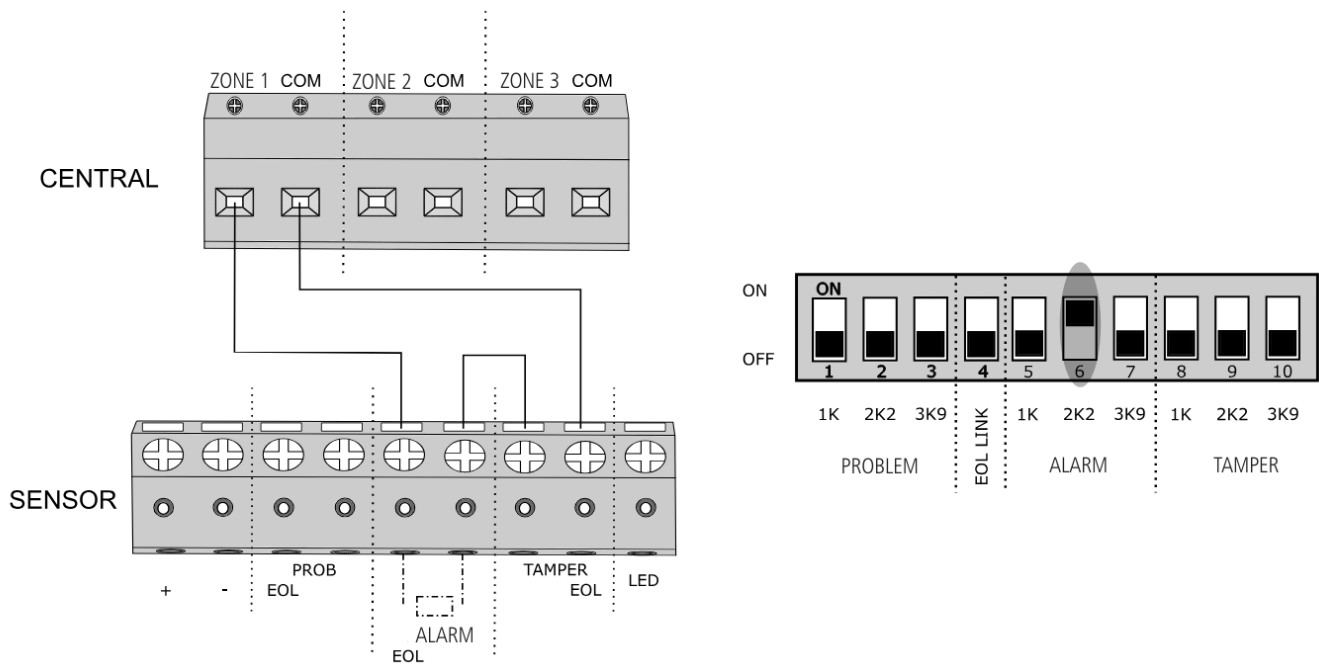 ZONE 1 COM ZONE 2 COM ZONE 3 COM
CENTRAL
SENSOR
PROB
TAMPER
LED
+ - EOL
EOL
ALARM
EOL
ON
ON
OFF
1 2 3 4 5 6 7 8 9 10
1K 2K2 3K9 EOL LINK 1K 2K2 3K9 1K 2K2 3K9
PROBLEM ALARM TAMPER